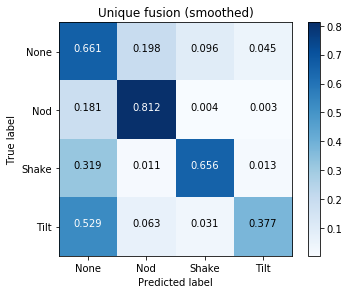 Unique fusion (smoothed)
None 0.661 0.198 0.096 0.045
Nod 0.181 0.812 0.004 0.003
Shake 0.319 0.011 0.656 0.013
Tilt 0.529 0.063 0.031 0.377
None Nod Shake Tilt
Predicted label
True label
0.8
0.7
0.6
0.5
0.4
0.3
0.2
0.1